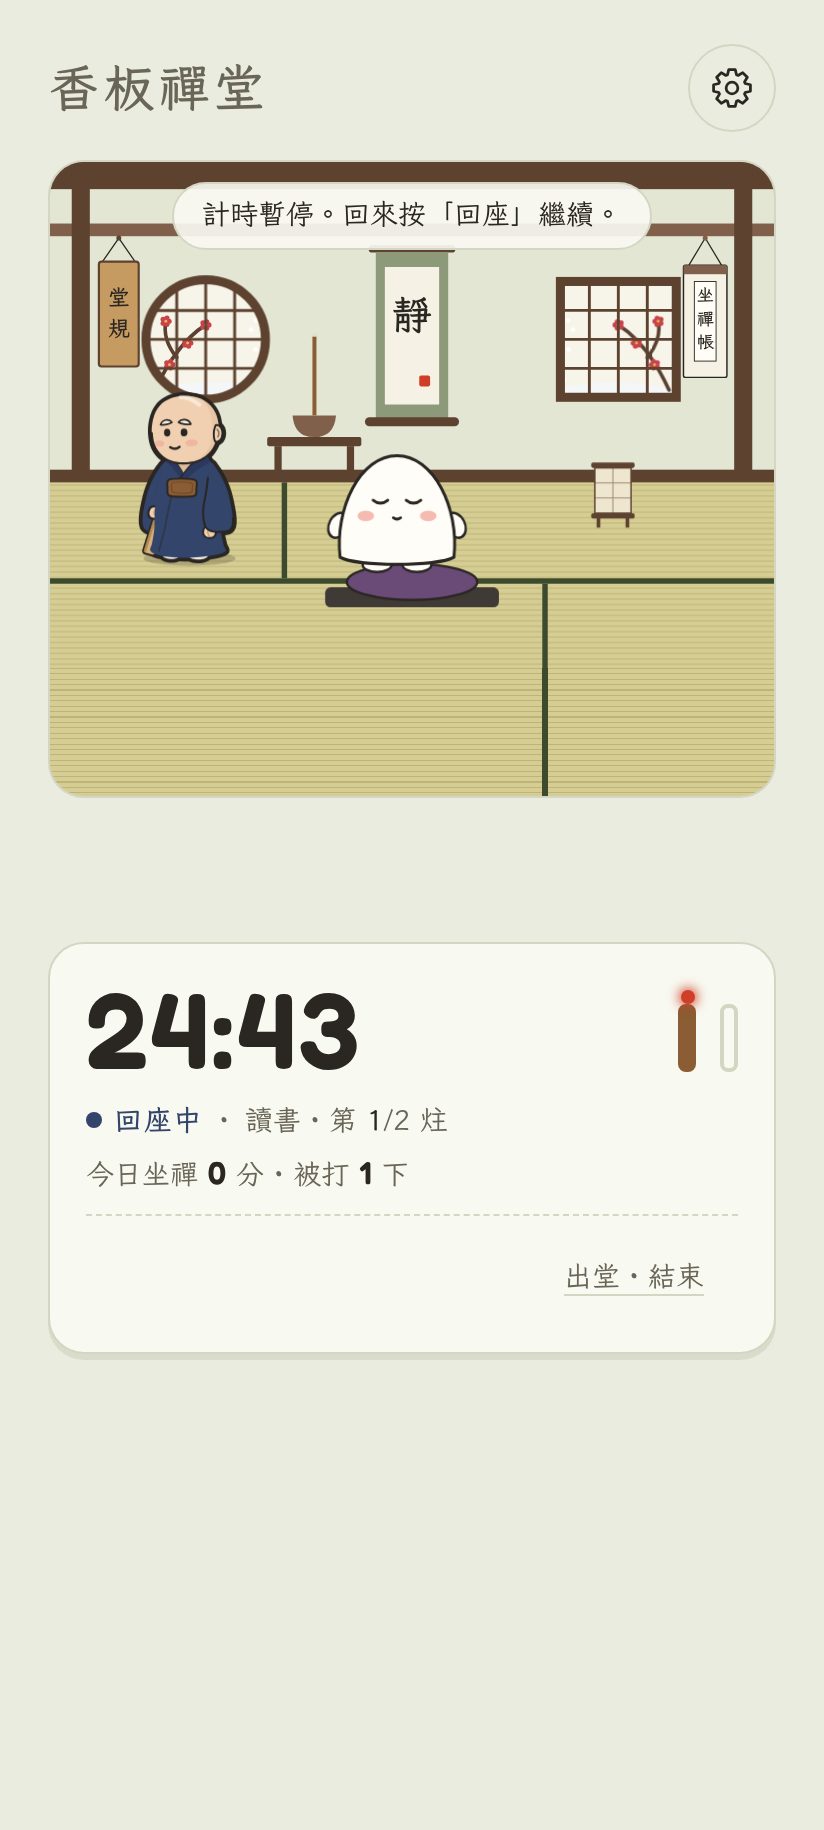 香板禪堂
計時暫停。回來按「回座」繼續。
堂規
靜
坐禪帳
24:43
回座中 · 讀書·第 1/2 炷
今日坐禪 0 分·被打 1 下
出堂·結束